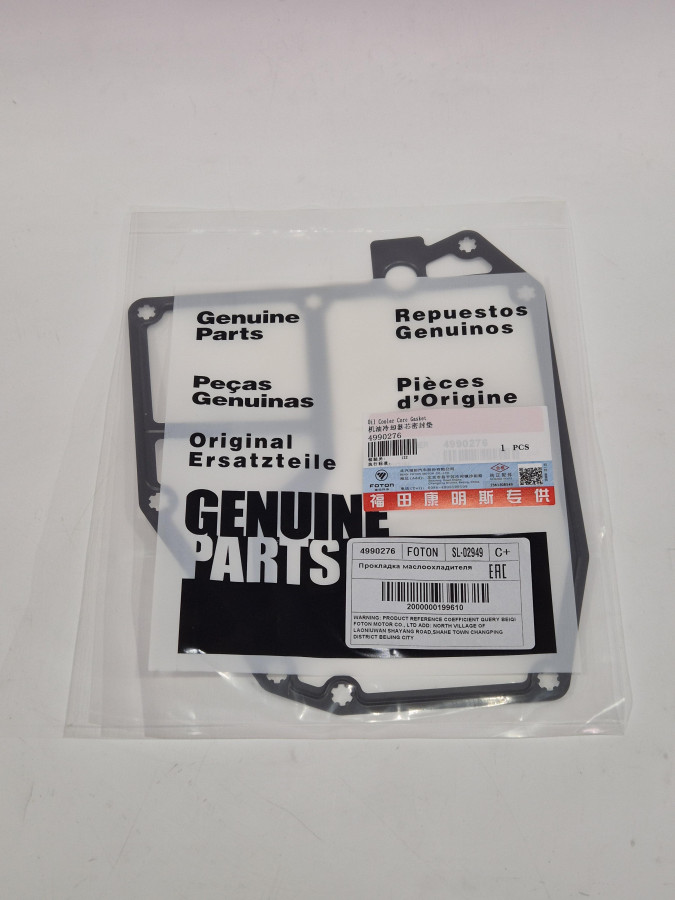 Genuine
Parts
Repuestos
Genuinos
Peças
Genuinas
Pièces
d'Origine
Original
Ersatzteile
GENUINE
PARTS
Oil Cooler Core Gasket
机油冷却器芯密封垫
4990276
4990276
1 PCS
FOTON
福田康明斯专供
4990276 FOTON SL-02949 C+
Прокладка маслоохладителя EAC
2000000199610
WARNING: PRODUCT REFERENCE COEFFICIENT QUERY BEIQI
FOTON MOTOR CO., LTD ADD: NORTH VILLAGE OF
LAONIUWAN SHAYANG ROAD,SHAHE TOWN CHANGPING
DISTRICT BEIJING CITY